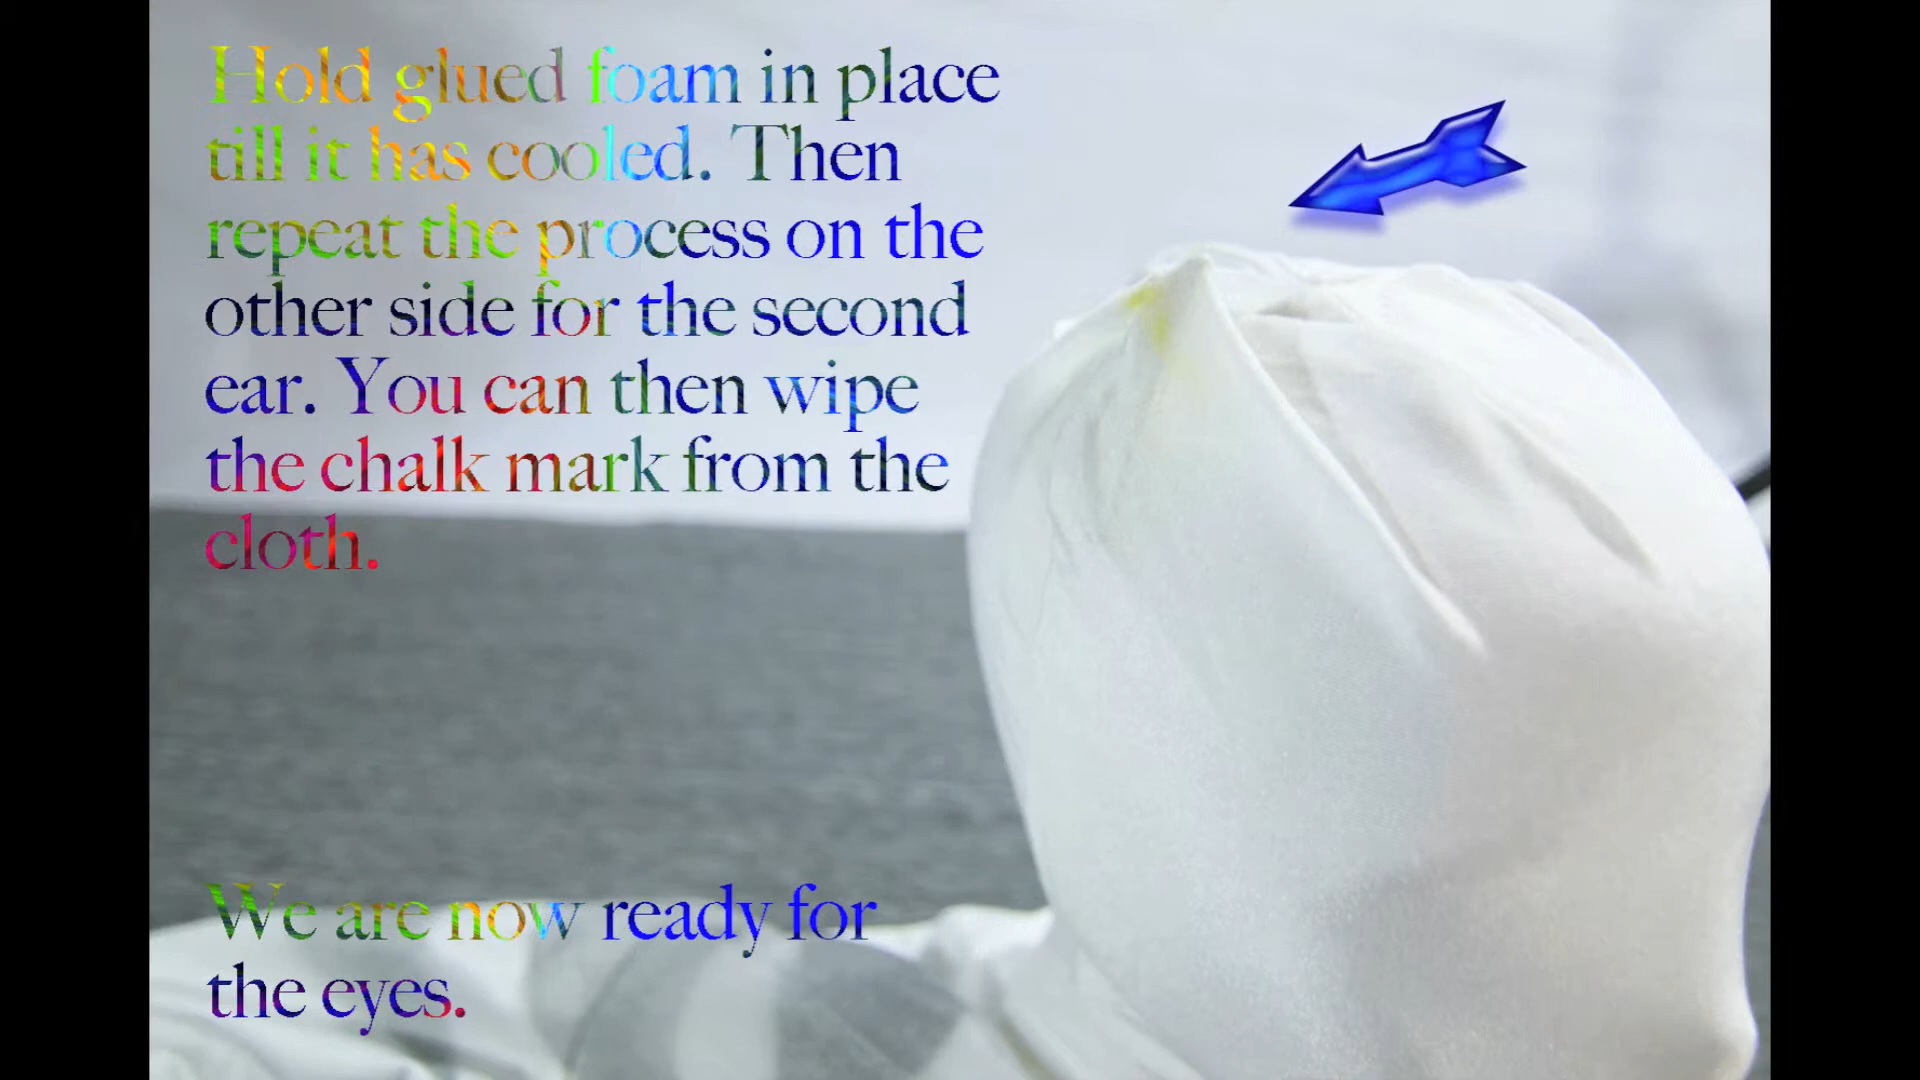 Hold glued foam in place
till it has cooled. Then
repeat the process on the
other side for the second
ear. You can then wipe
the chalk mark from the
cloth.
We are now ready for
the eyes.